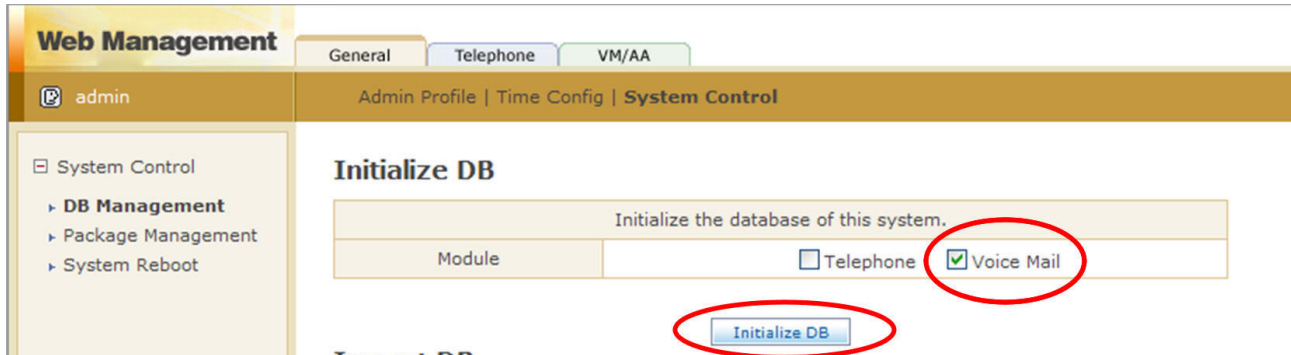 Web Management
General Telephone VM/AA
admin
Admin Profile | Time Config | System Control
System Control
DB Management
Package Management
System Reboot
Initialize DB
Initialize the database of this system.
Module Telephone Voice Mail
Initialize DB